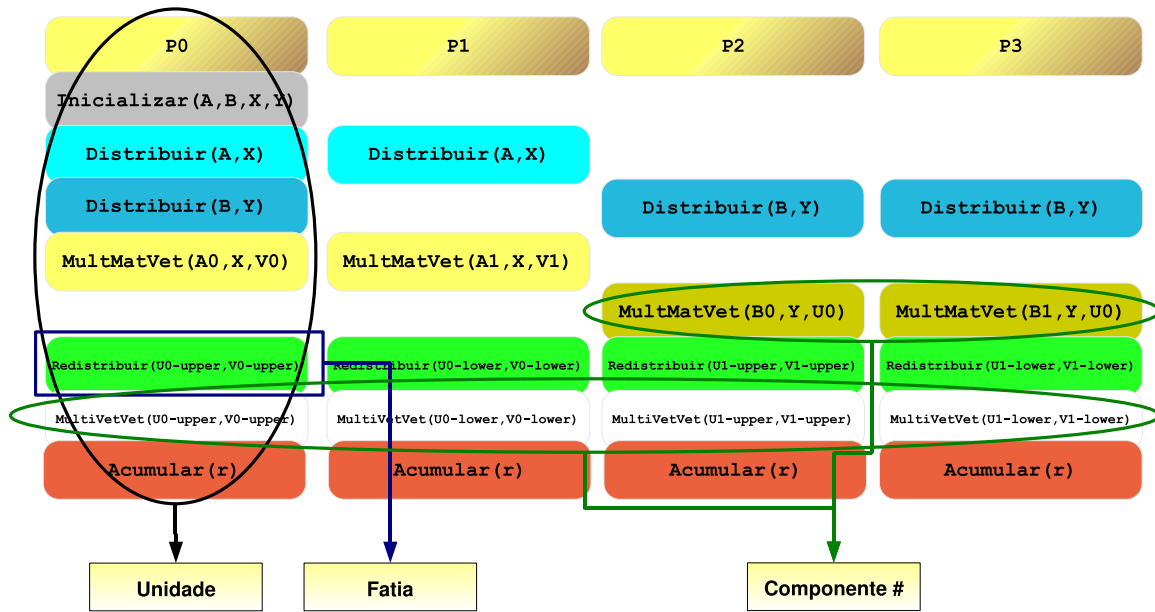 P0 P1 P2 P3
Inicializar(A,B,X,Y)
Distribuir(A,X) Distribuir(A,X)
Distribuir(B,Y) Distribuir(B,Y) Distribuir(B,Y)
MultMatVet(A0,X,V0) MultMatVet(A1,X,V1)
MultMatVet(B0,Y,U0) MultMatVet(B1,Y,U0)
Redistribuir(U0-upper,V0-upper) Redistribuir(U0-lower,V0-lower) Redistribuir(U1-upper,V1-upper) Redistribuir(U1-lower,V1-lower)
MultiVetVet(U0-upper,V0-upper) MultiVetVet(U0-lower,V0-lower) MultiVetVet(U1-upper,V1-upper) MultiVetVet(U1-lower,V1-lower)
Acumular(r) Acumular(r) Acumular(r) Acumular(r)
Unidade Fatia Componente #